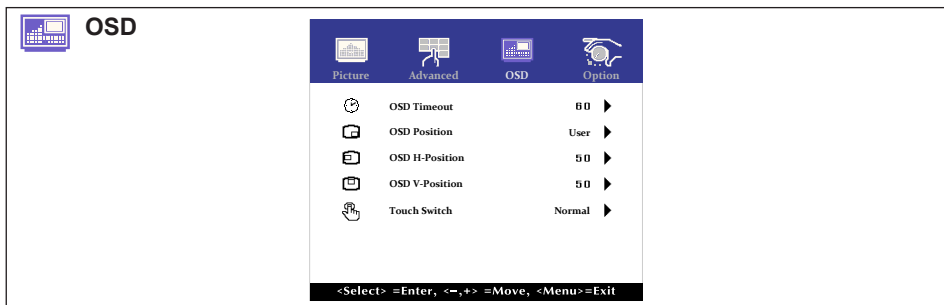 OSD
Picture Advanced OSD Option
OSD Timeout 60
OSD Position User
OSD H-Position 50
OSD V-Position 50
Touch Switch Normal
<Select> =Enter, <−,+> =Move, <Menu>=Exit